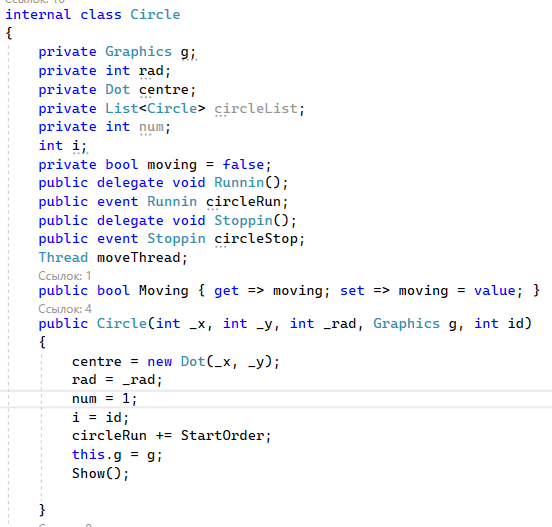 Ссылок: 10
internal class Circle
{
private Graphics g;
private int rad;
private Dot centre;
private List<Circle> circleList;
private int num;
int i;
private bool moving = false;
public delegate void Runnin();
public event Runnin circleRun;
public delegate void Stoppin();
public event Stoppin circleStop;
Thread moveThread;
Ссылок: 1
public bool Moving { get => moving; set => moving = value; }
Ссылок: 4
public Circle(int _x, int _y, int _rad, Graphics g, int id)
{
centre = new Dot(_x, _y);
rad = _rad;
num = 1;
i = id;
circleRun += StartOrder;
this.g = g;
Show();
}